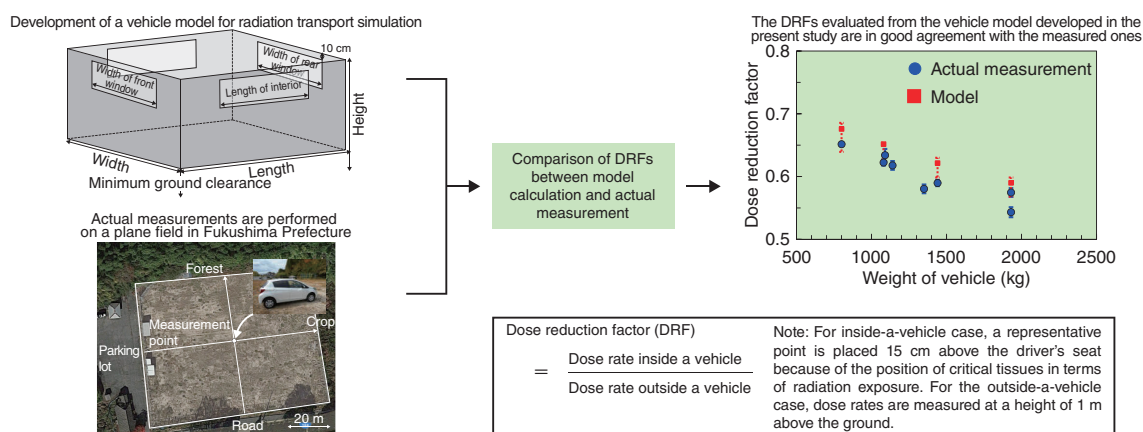 Development of a vehicle model for radiation transport simulation
10 cm
Width of front
window
Width of rear
window
Length of interior
Height
Width
Length
Minimum ground clearance
Actual measurements are performed
on a plane field in Fukushima Prefecture
Forest
Measurement
point
Crop
Parking
lot
Road
20 m
Comparison of DRFs
between model
calculation and actual
measurement
The DRFs evaluated from the vehicle model developed in the
present study are in good agreement with the measured ones
Dose reduction factor
0.8
0.7
0.6
0.5
Actual measurement
Model
500 1000 1500 2000 2500
Weight of vehicle (kg)
Dose reduction factor (DRF)
= Dose rate inside a vehicle
Dose rate outside a vehicle
Note: For inside-a-vehicle case, a representative
point is placed 15 cm above the driver's seat
because of the position of critical tissues in terms
of radiation exposure. For the outside-a-vehicle
case, dose rates are measured at a height of 1 m
above the ground.